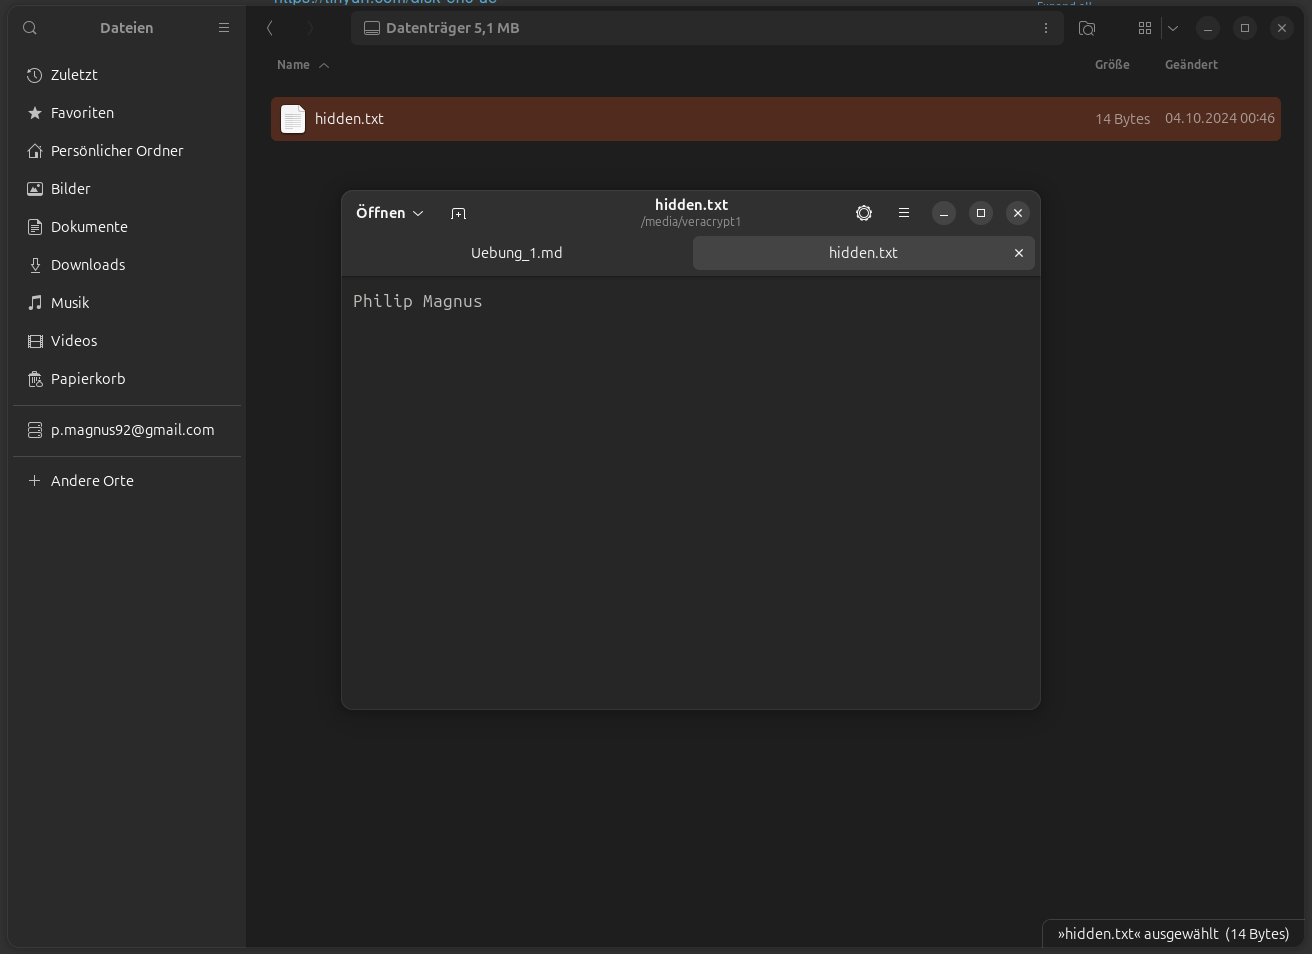 Dateien
Datenträger 5,1 MB
Zuletzt
Favoriten
Persönlicher Ordner
Bilder
Dokumente
Downloads
Musik
Videos
Papierkorb
p.magnus92@gmail.com
Andere Orte
Name Größe Geändert
hidden.txt 14 Bytes 04.10.2024 00:46
Öffnen
hidden.txt
/media/veracrypt1
Uebung_1.md hidden.txt
Philip Magnus
»hidden.txt« ausgewählt (14 Bytes)